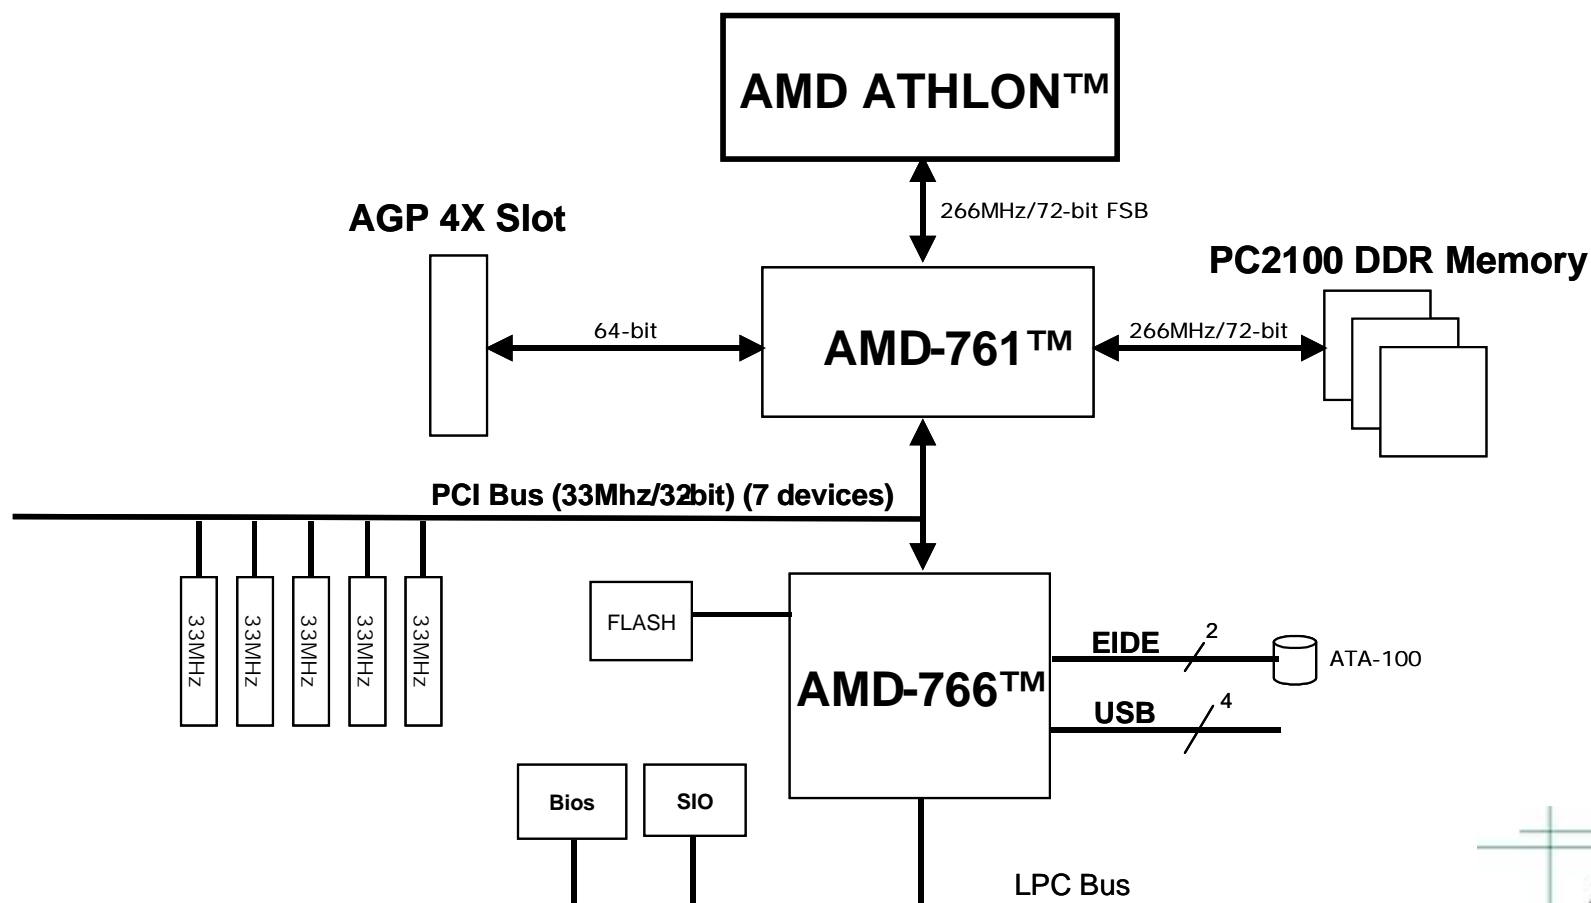 AMD ATHLON™
266MHz/72-bit FSB
AGP 4X Slot
PC2100 DDR Memory
64-bit
AMD-761™
266MHz/72-bit
PCI Bus (33Mhz/32bit) (7 devices)
33MHz
33MHz
33MHz
33MHz
33MHz
FLASH
EIDE
2
ATA-100
AMD-766™
USB
4
Bios
SIO
LPC Bus